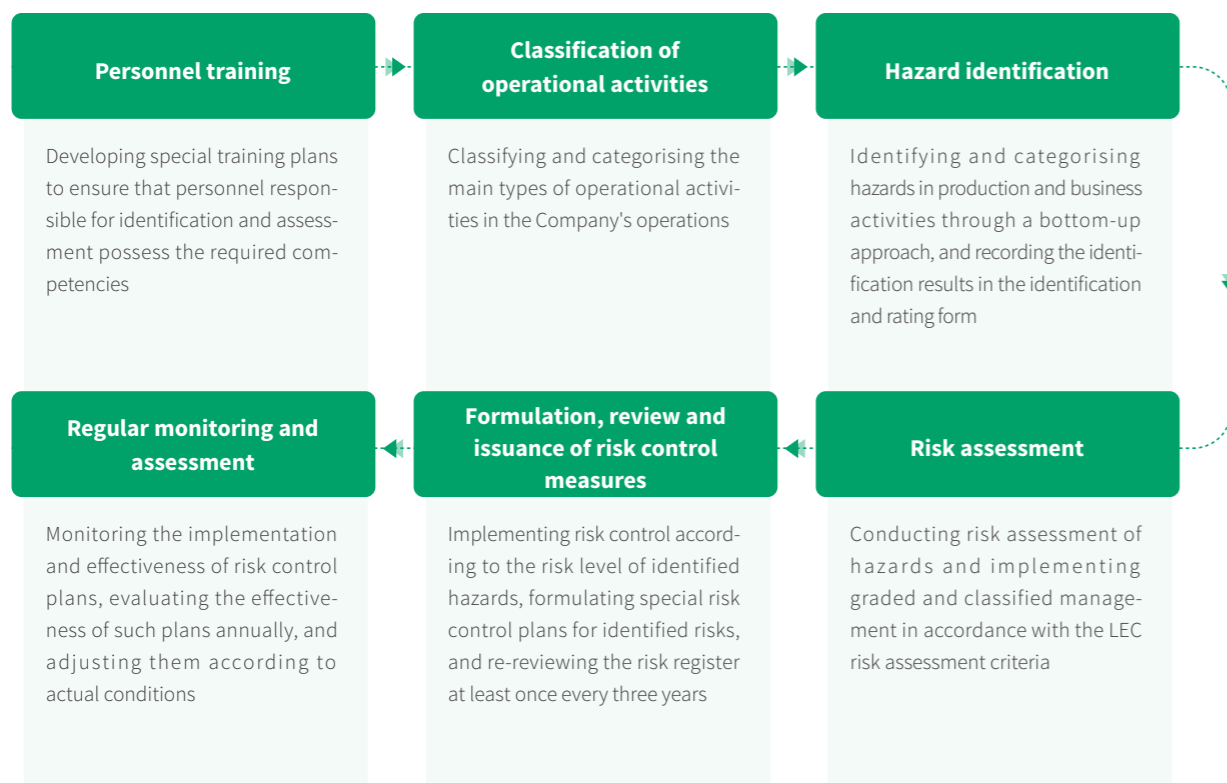 Personnel training
Developing special training plans
to ensure that personnel respon-
sible for identification and assess-
ment possess the required com-
petencies
Classification of
operational activities
Classifying and categorising the
main types of operational activi-
ties in the Company's operations
Hazard identification
Identifying and categorising
hazards in production and business
activities through a bottom-up
approach, and recording the identi-
fication results in the identification
and rating form
Risk assessment
Conducting risk assessment of
hazards and implementing
graded and classified manage-
ment in accordance with the LEC
risk assessment criteria
Formulation, review and
issuance of risk control
measures
Implementing risk control accord-
ing to the risk level of identified
hazards, formulating special risk
control plans for identified risks,
and re-reviewing the risk register
at least once every three years
Regular monitoring and
assessment
Monitoring the implementation
and effectiveness of risk control
plans, evaluating the effective-
ness of such plans annually, and
adjusting them according to
actual conditions